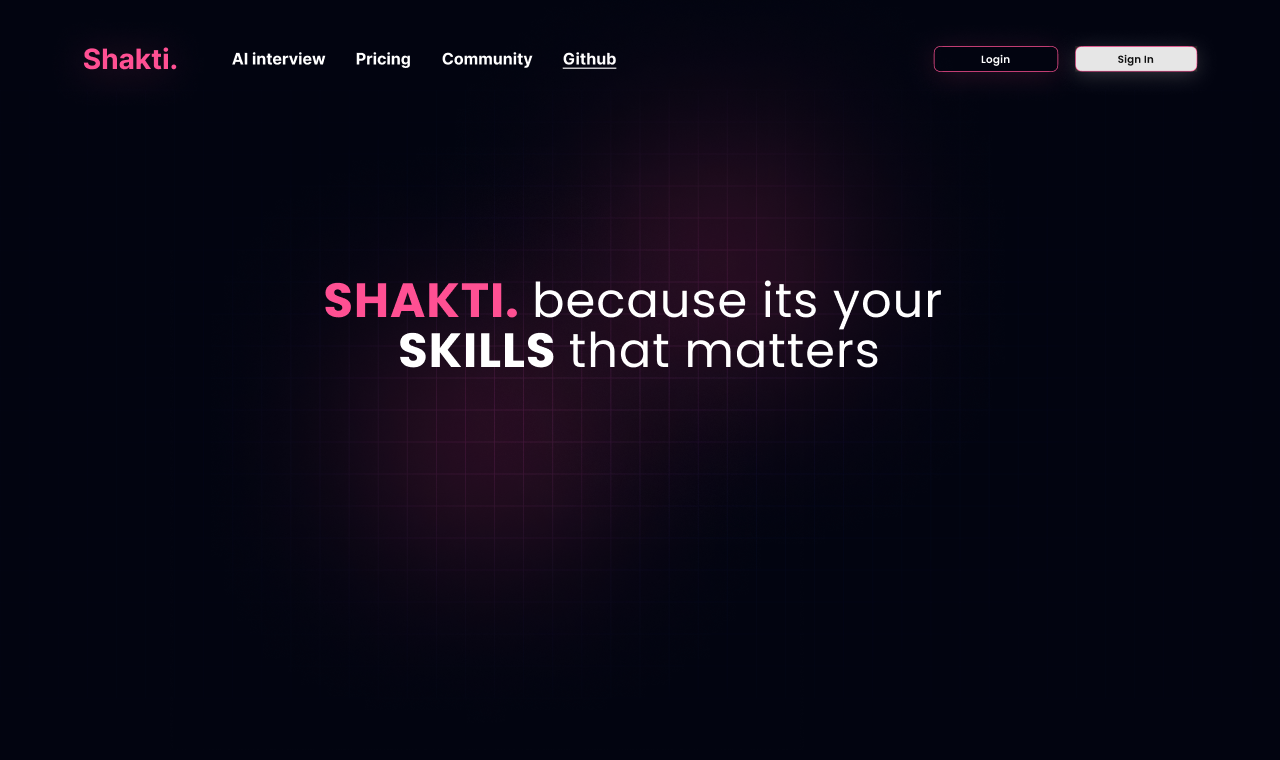 Shakti. AI interview Pricing Community Github Login Sign In
SHAKTI. because its your
SKILLS that matters